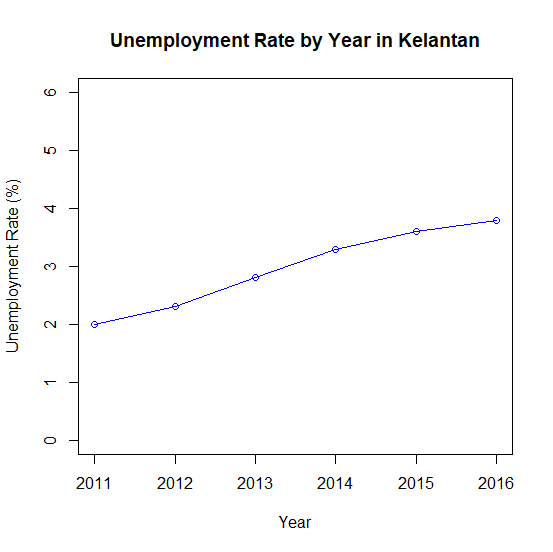 Unemployment Rate by Year in Kelantan
Unemployment Rate (%)
6
5
4
3
2
1
0
2011 2012 2013 2014 2015 2016
Year